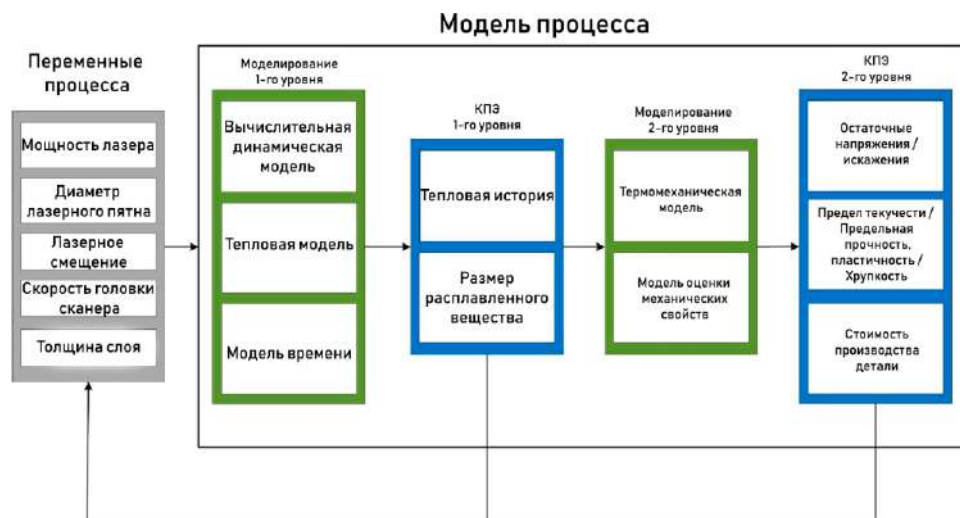 Модель процесса
Переменные
процесса
Мощность лазера
Диаметр
лазерного пятна
Лазерное
смещение
Скорость головки
сканера
Толщина слоя
Моделирование
1-го уровня
Вычислительная
динамическая
модель
Тепловая модель
Модель времени
КПЭ
1-го уровня
Тепловая история
Размер
расплавленного
вещества
Моделирование
2-го уровня
Термомеханическая
модель
Модель оценки
механических
свойств
КПЭ
2-го уровня
Остаточные
напряжения /
искажения
Предел текучести /
Предельная
прочность,
пластичность /
Хрупкость
Стоимость
производства
детали